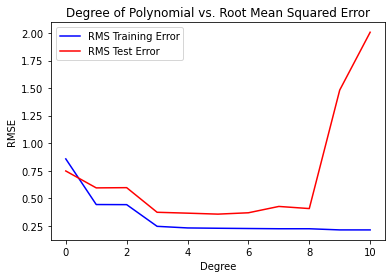 Degree of Polynomial vs. Root Mean Squared Error
RMS Training Error
RMS Test Error
2.00
1.75
1.50
1.25
1.00
0.75
0.50
0.25
RMSE
0 2 4 6 8 10
Degree